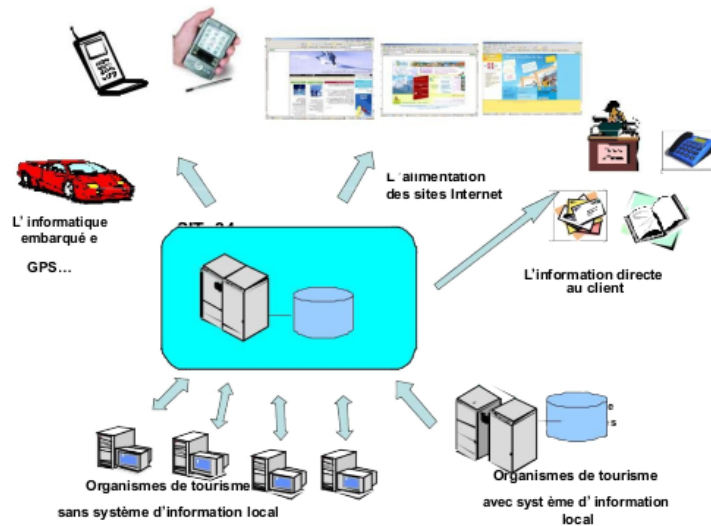 L 'alimentation
des sites Internet
L' informatique
embarqué e
GPS…
L'information directe
au client
Organismes de tourisme
sans système d'information local
Organismes de tourisme
avec syst ème d' information
local